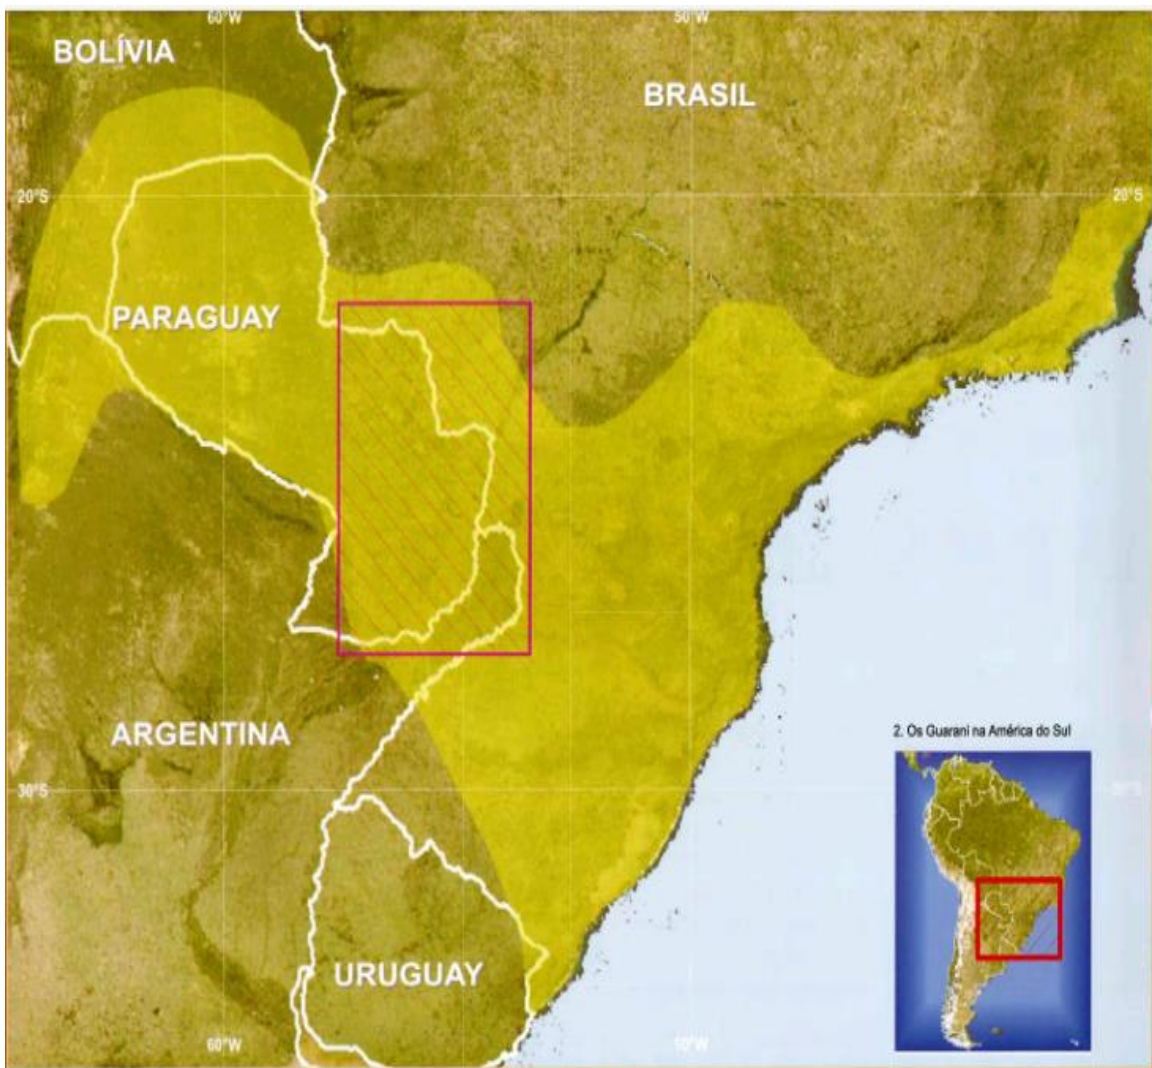 60°W
50°W
BOLÍVIA
BRASIL
20°S
20°S
PARAGUAY
ARGENTINA
2. Os Guarani na América do Sul
30°S
URUGUAY
60°W